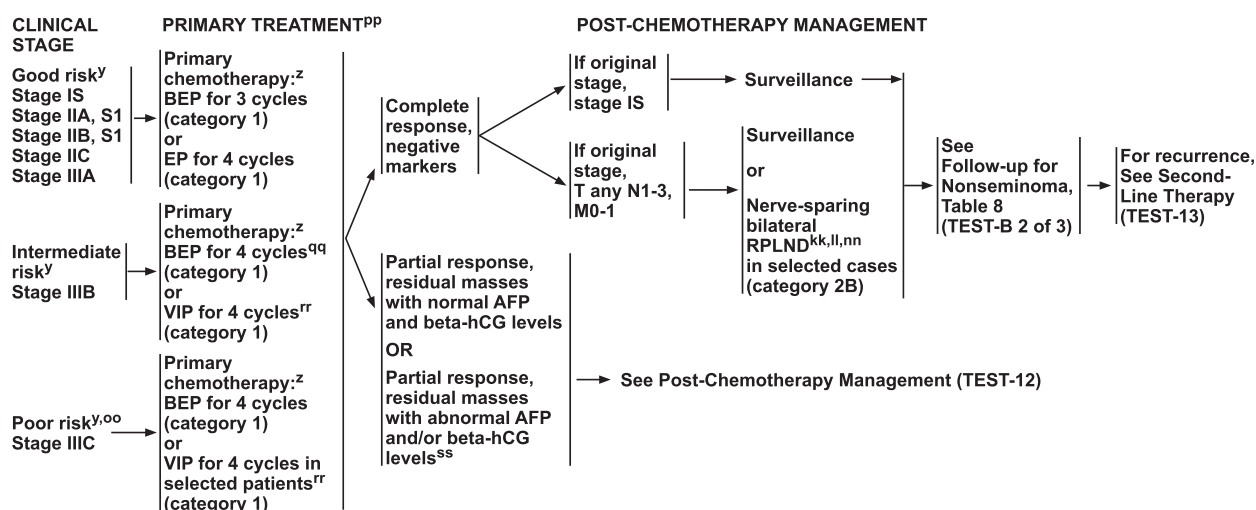 CLINICAL
STAGE
PRIMARY TREATMENTpp
POST-CHEMOTHERAPY MANAGEMENT
Good risky
Stage IS
Stage IIA, S1
Stage IIB, S1
Stage IIC
Stage IIIA
Primary
chemotherapy:z
BEP for 3 cycles
(category 1)
or
EP for 4 cycles
(category 1)
Intermediate
risky
Stage IIIB
Primary
chemotherapy:z
BEP for 4 cyclesqq
(category 1)
or
VIP for 4 cyclesrr
(category 1)
Poor risky,oo
Stage IIIC
Primary
chemotherapy:z
BEP for 4 cycles
(category 1)
or
VIP for 4 cycles in
selected patientsrr
(category 1)
Complete
response,
negative
markers
If original
stage,
stage IS
Surveillance
If original
stage,
T any N1-3,
M0-1
Surveillance
or
Nerve-sparing
bilateral
RPLNDkk,ll,nn
in selected cases
(category 2B)
See
Follow-up for
Nonseminoma,
Table 8
(TEST-B 2 of 3)
For recurrence,
See Second-
Line Therapy
(TEST-13)
Partial response,
residual masses
with normal AFP
and beta-hCG levels
OR
Partial response,
residual masses
with abnormal AFP
and/or beta-hCG
levelsss
See Post-Chemotherapy Management (TEST-12)